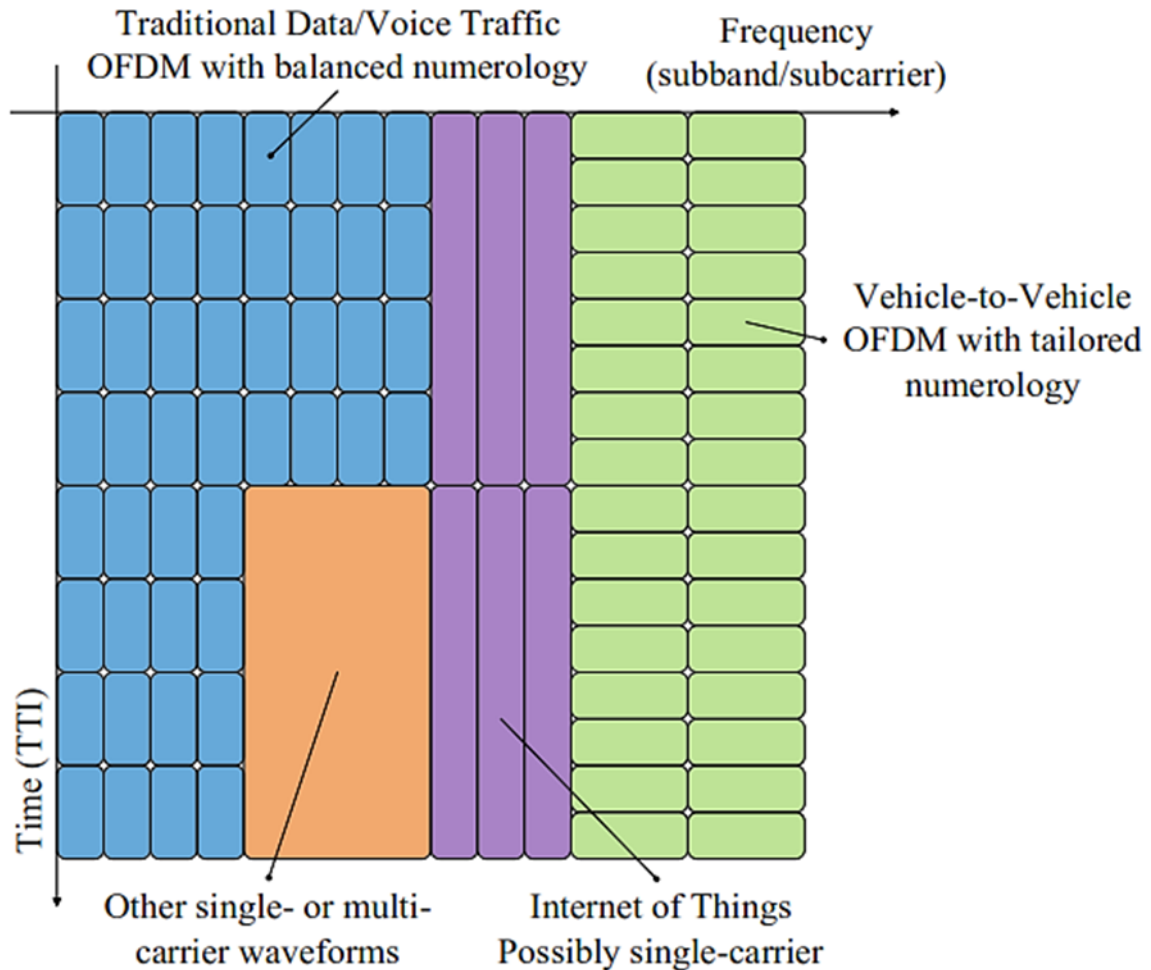 Traditional Data/Voice Traffic
OFDM with balanced numerology
Frequency
(subband/subcarrier)
Vehicle-to-Vehicle
OFDM with tailored
numerology
Time (TTI)
Other single- or multi-
carrier waveforms
Internet of Things
Possibly single-carrier